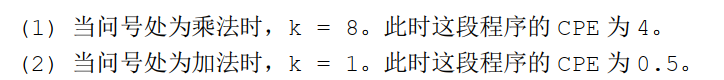 (1) 当问号处为乘法时，k = 8。此时这段程序的 CPE 为 4。
(2) 当问号处为加法时，k = 1。此时这段程序的 CPE 为 0.5。